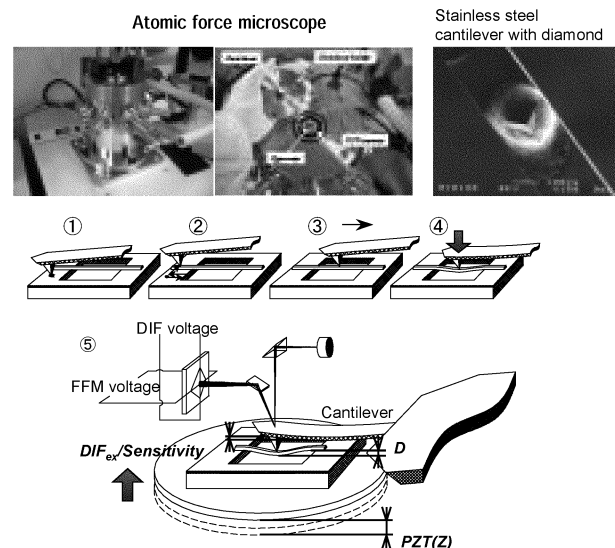 Atomic force microscope
Stainless steel
cantilever with diamond
① ② ③ ④
⑤
DIF voltage
FFM voltage
Cantilever
DIFex/Sensitivity
D
PZT(Z)